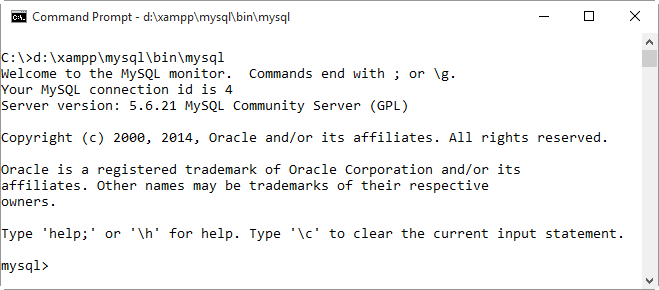 Command Prompt - d:\xampp\mysql\bin\mysql
C:\>d:\xampp\mysql\bin\mysql
Welcome to the MySQL monitor.  Commands end with ; or \g.
Your MySQL connection id is 4
Server version: 5.6.21 MySQL Community Server (GPL)
Copyright (c) 2000, 2014, Oracle and/or its affiliates. All rights reserved.
Oracle is a registered trademark of Oracle Corporation and/or its
affiliates. Other names may be trademarks of their respective
owners.
Type 'help;' or '\h' for help. Type '\c' to clear the current input statement.
mysql>